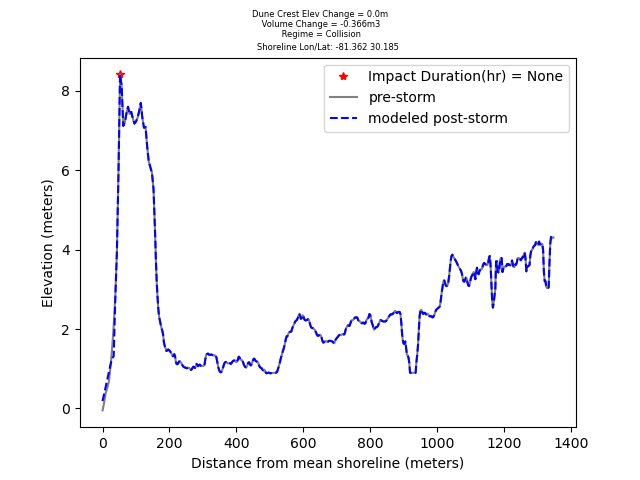 Dune Crest Elev Change = 0.0m
Volume Change = -0.366m3
Regime = Collision
Shoreline Lon/Lat: -81.362 30.185
Impact Duration(hr) = None
pre-storm
modeled post-storm
8
6
4
2
0
Elevation (meters)
0 200 400 600 800 1000 1200 1400
Distance from mean shoreline (meters)